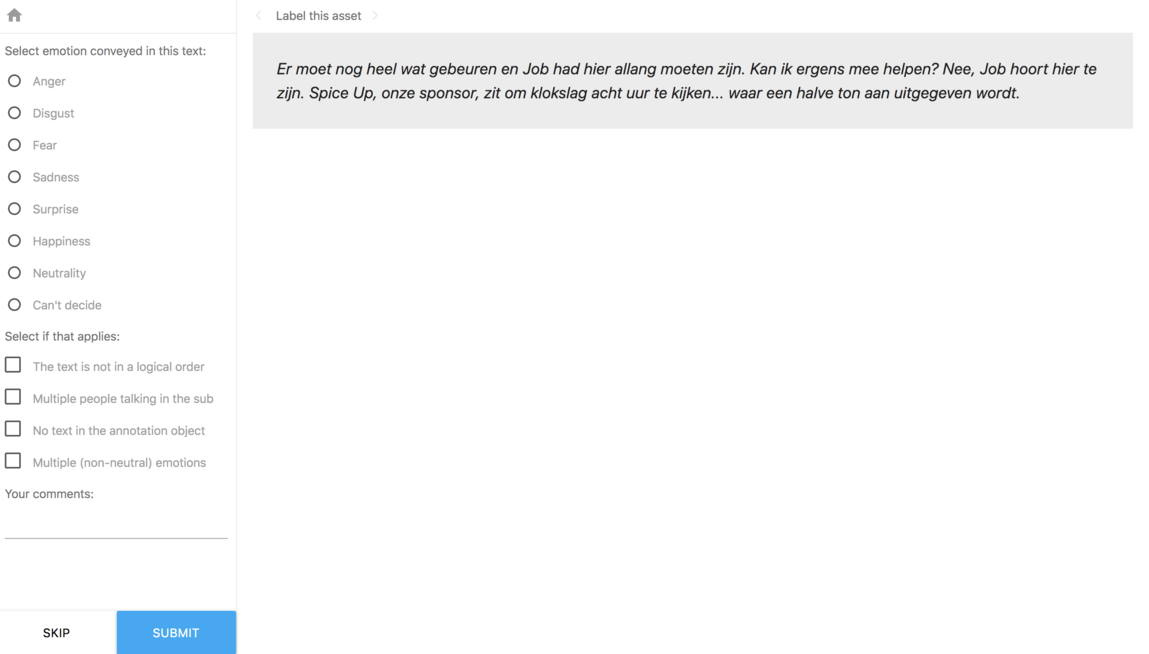 Label this asset
Select emotion conveyed in this text:
Anger
Disgust
Fear
Sadness
Surprise
Happiness
Neutrality
Can't decide
Select if that applies:
The text is not in a logical order
Multiple people talking in the sub
No text in the annotation object
Multiple (non-neutral) emotions
Your comments:
SKIP
SUBMIT
Er moet nog heel wat gebeuren en Job had hier allang moeten zijn. Kan ik ergens mee helpen? Nee, Job hoort hier te
zijn. Spice Up, onze sponsor, zit om klokslag acht uur te kijken... waar een halve ton aan uitgegeven wordt.